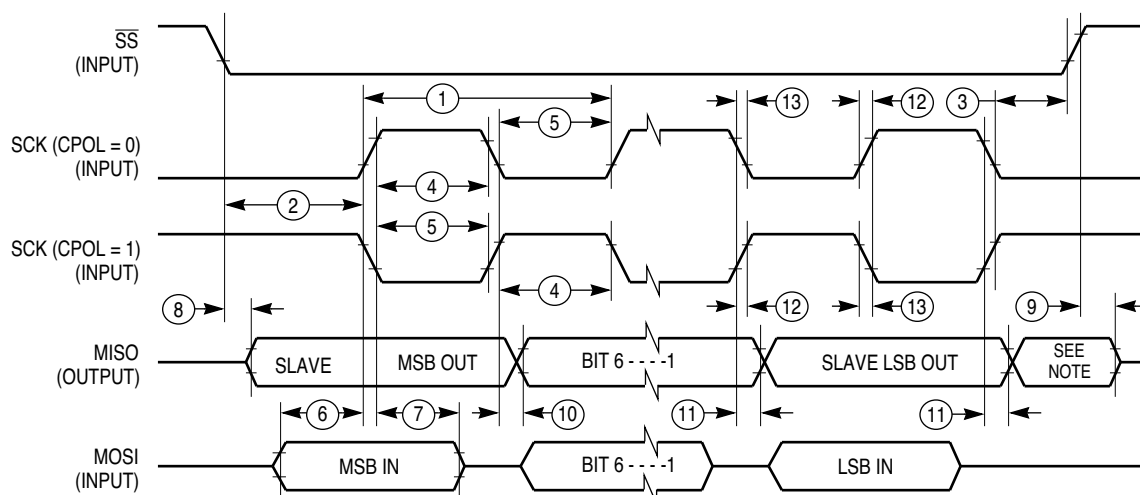 SS
(INPUT)
1
13
12
3
5
SCK (CPOL = 0)
(INPUT)
4
2
5
SCK (CPOL = 1)
(INPUT)
4
8
12
13
9
MISO
(OUTPUT)
SLAVE
MSB OUT
BIT 6 - - - -1
SLAVE LSB OUT
SEE
NOTE
6
7
10
11
11
MOSI
(INPUT)
MSB IN
BIT 6 - - - -1
LSB IN